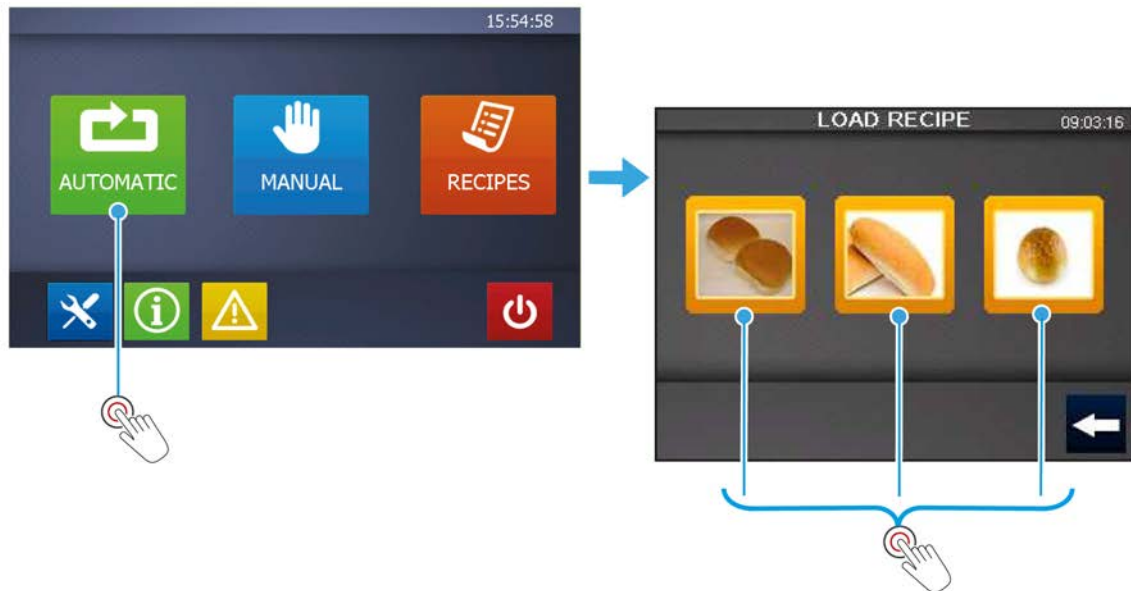 15:54:58
AUTOMATIC
MANUAL
RECIPES
LOAD RECIPE
09:03:16